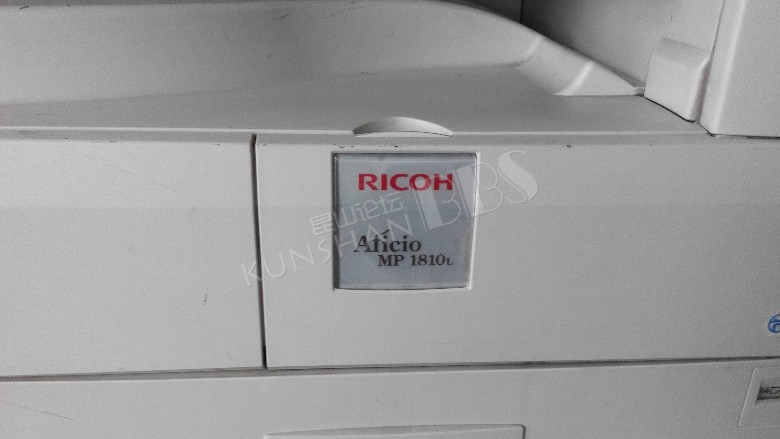 RICOH
Aficio
MP 1810L
昆山论坛
KUNSHAN BBS